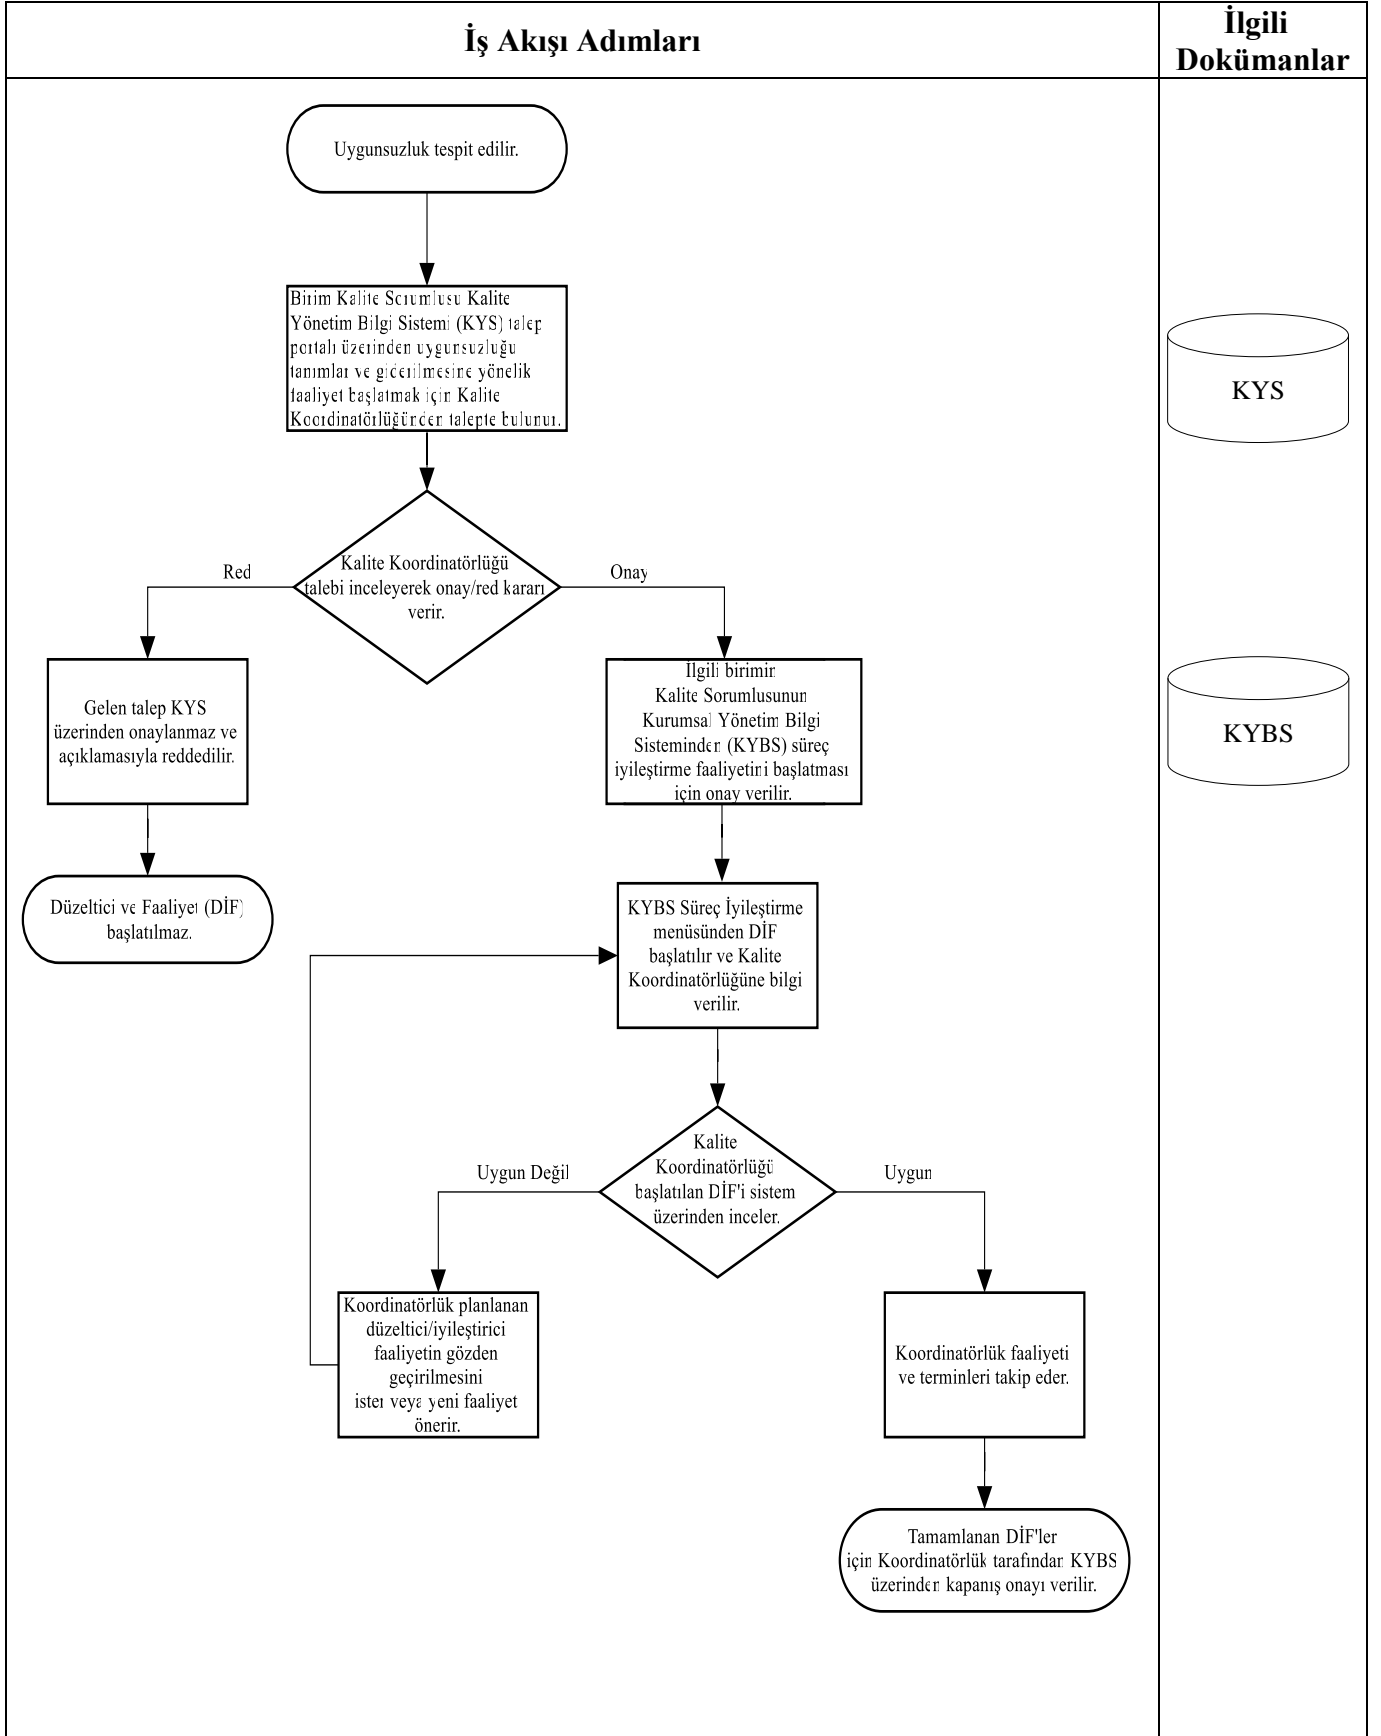 İş Akışı Adımları
İlgili
Dokümanlar
Uygunsuzluk tespit edilir.
Birim Kalite Sorumlusu Kalite
Yönetim Bilgi Sistemi (KYS) talep
portalı üzerinden uygunsuzluğu
tanımlar ve giderilmesine yönelik
faaliyet başlatmak için Kalite
Koordinatörlüğünden talepte bulunur.
KYS
Kalite Koordinatörlüğü
talebi inceleyerek onay/red kararı
verir.
Red
Onay
Gelen talep KYS
üzerinden onaylanmaz ve
açıklamasıyla reddedilir.
İlgili birimin
Kalite Sorumlusunun
Kurumsal Yönetim Bilgi
Sisteminden (KYBS) süreç
iyileştirme faaliyetini başlatması
için onay verilir.
KYBS
Düzeltici ve Faaliyet (DİF)
başlatılmaz.
KYBS Süreç İyileştirme
menüsünden DİF
başlatılır ve Kalite
Koordinatörlüğüne bilgi
verilir.
Kalite
Koordinatörlüğü
başlatılan DİF'i sistem
üzerinden inceler.
Uygun Değil
Uygun
Koordinatörlük planlanan
düzeltici/iyileştirici
faaliyetin gözden
geçirilmesini
ister veya yeni faaliyet
önerir.
Koordinatörlük faaliyeti
ve terminleri takip eder.
Tamamlanan DİF'ler
için Koordinatörlük tarafından KYBS
üzerinden kapanış onayı verilir.